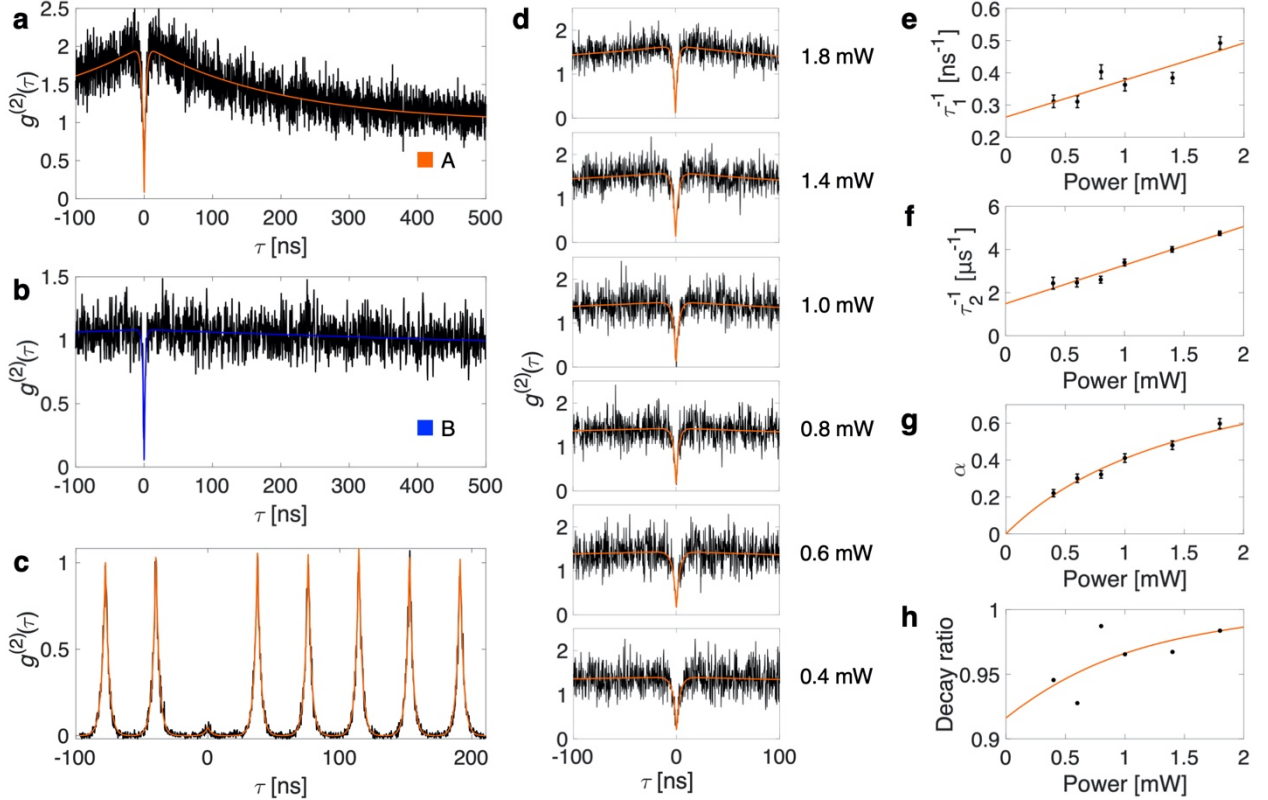 a
2.5
2
1.5
1
0.5
0
g(2)(τ)
A
-100 0 100 200 300 400 500
τ [ns]
b
1.5
1
0.5
0
g(2)(τ)
B
-100 0 100 200 300 400 500
τ [ns]
c
1
0.5
0
g(2)(τ)
-100 0 100 200
τ [ns]
d
g(2)(τ)
2
1
0
1.8 mW
2
1
0
1.4 mW
2
1
0
1.0 mW
2
1
0
0.8 mW
2
1
0
0.6 mW
2
1
0
0.4 mW
-100 0 100
τ [ns]
e
0.6
0.5
0.4
0.3
0.2
τ1-1 [ns-1]
0 0.5 1 1.5 2
Power [mW]
f
6
4
2
0
τ2-1 [µs-1]
0 0.5 1 1.5 2
Power [mW]
g
0.6
0.4
0.2
0
α
0 0.5 1 1.5 2
Power [mW]
h
1
0.95
0.9
Decay ratio
0 0.5 1 1.5 2
Power [mW]